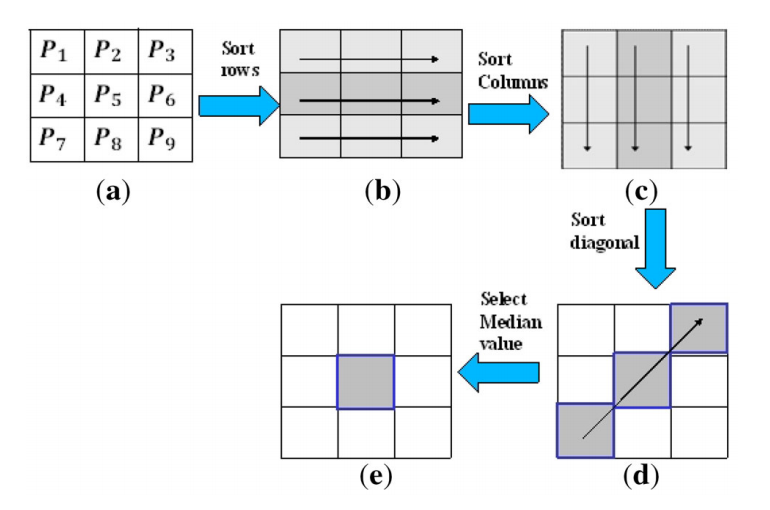 P₁ P₂ P₃
P₄ P₅ P₆
P₇ P₈ P₉
Sort
rows
Sort
Columns
(a)
(b)
(c)
Sort
diagonal
Select
Median
value
(e)
(d)